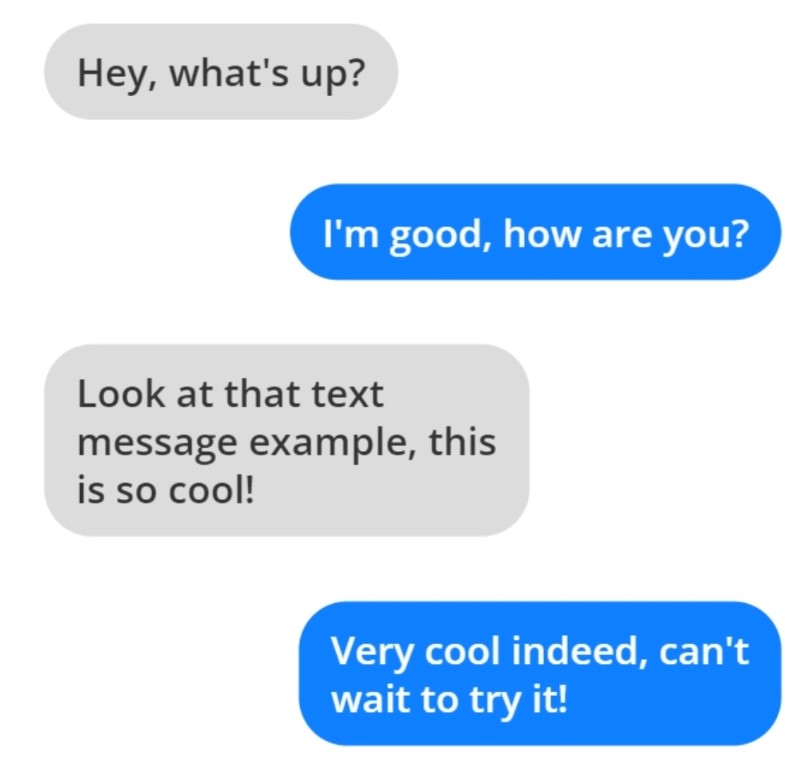 Hey, what's up?
I'm good, how are you?
Look at that text
message example, this
is so cool!
Very cool indeed, can't
wait to try it!